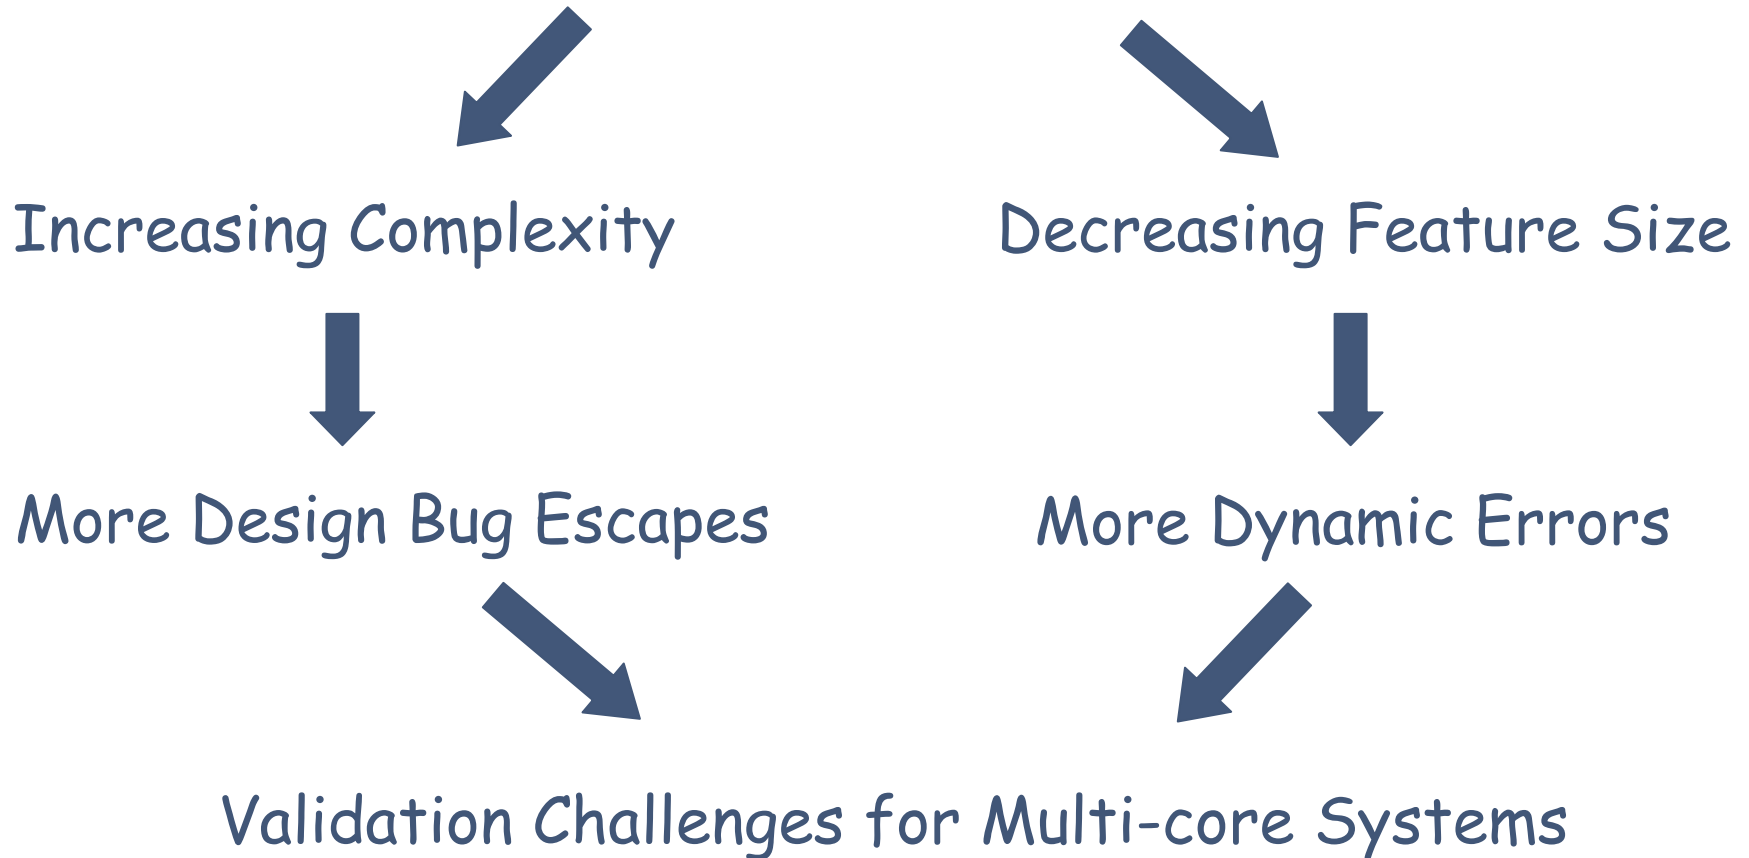 Increasing Complexity
Decreasing Feature Size
More Design Bug Escapes
More Dynamic Errors
Validation Challenges for Multi-core Systems